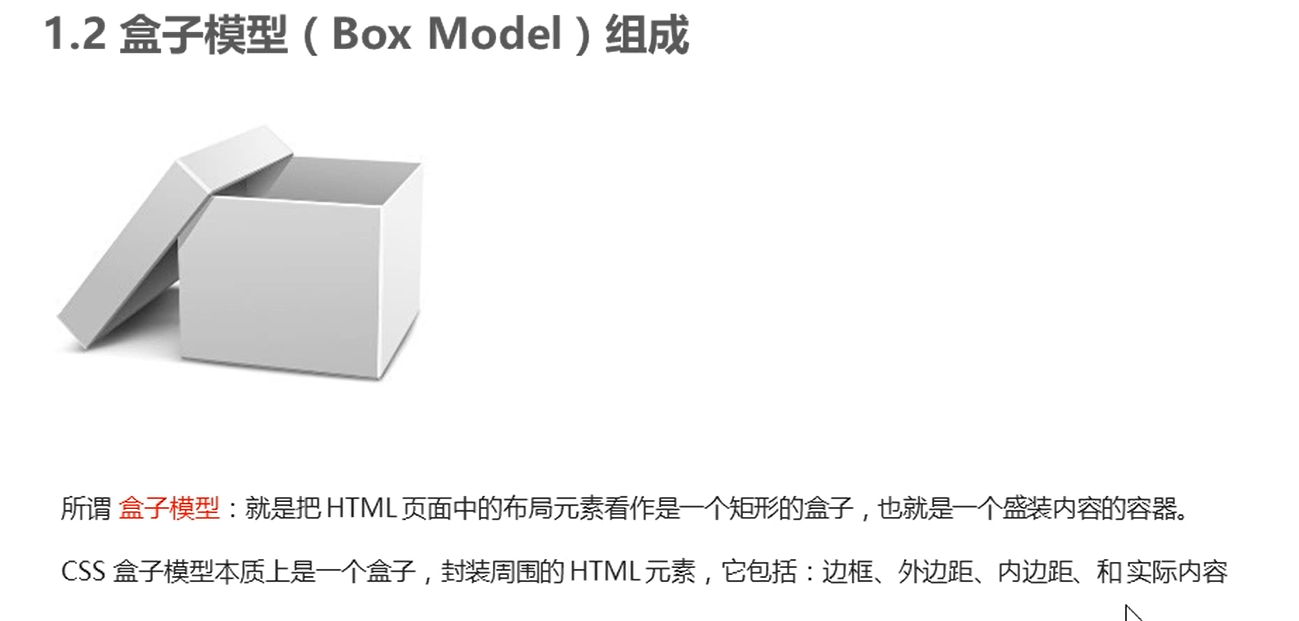 1.2 盒子模型（Box Model）组成
所谓 盒子模型：就是把 HTML 页面中的布局元素看作是一个矩形的盒子，也就是一个盛装内容的容器。
CSS 盒子模型本质上是一个盒子，封装周围的 HTML 元素，它包括：边框、外边距、内边距、和 实际内容